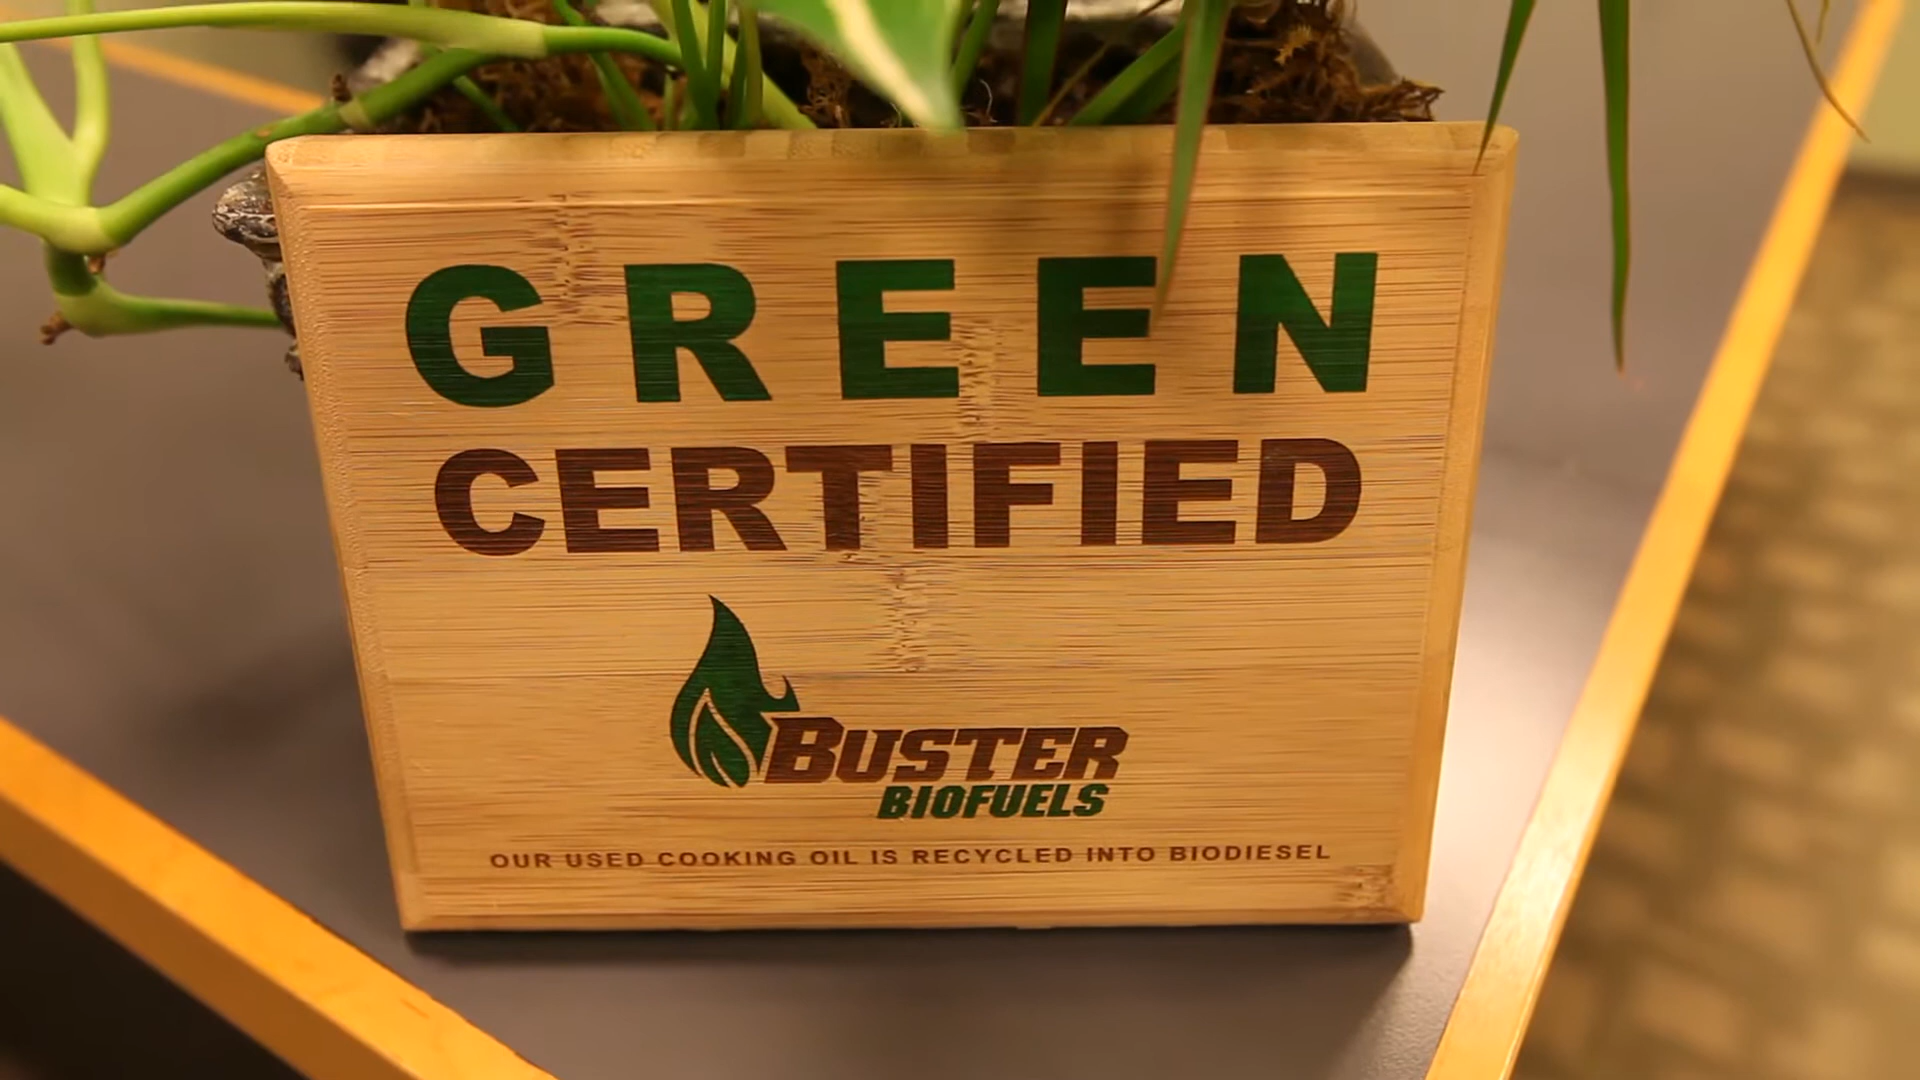 GREEN
CERTIFIED
BUSTER
BIOFUELS
OUR USED COOKING OIL IS RECYCLED INTO BIODIESEL